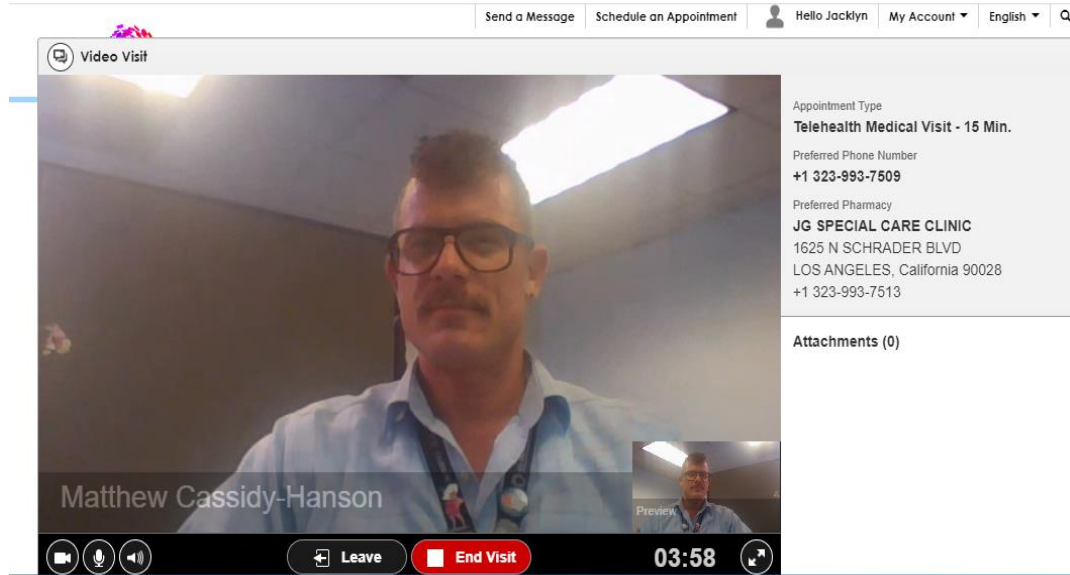 Send a Message Schedule an Appointment Hello Jacklyn My Account English
Video Visit
Appointment Type
Telehealth Medical Visit - 15 Min.
Preferred Phone Number
+1 323-993-7509
Preferred Pharmacy
JG SPECIAL CARE CLINIC
1625 N SCHRADER BLVD
LOS ANGELES, California 90028
+1 323-993-7513
Attachments (0)
Matthew Cassidy-Hanson
Preview
Leave End Visit 03:58